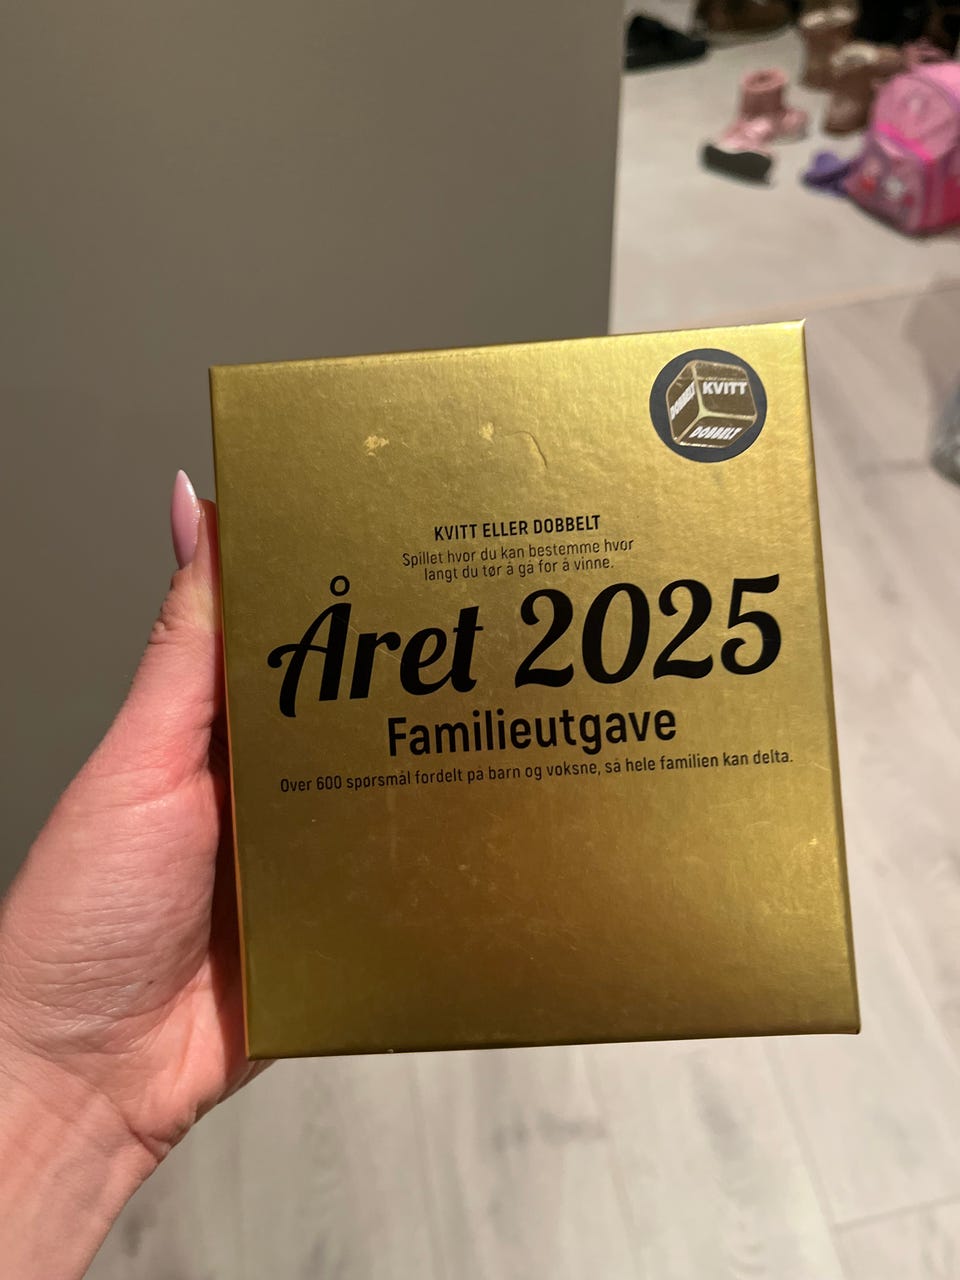 KVITT
DOBBELT
DOBBELT
KVITT ELLER DOBBELT
Spillet hvor du kan bestemme hvor
langt du tør å gå for å vinne.
Året 2025
Familieutgave
Over 600 spørsmål fordelt på barn og voksne, så hele familien kan delta.